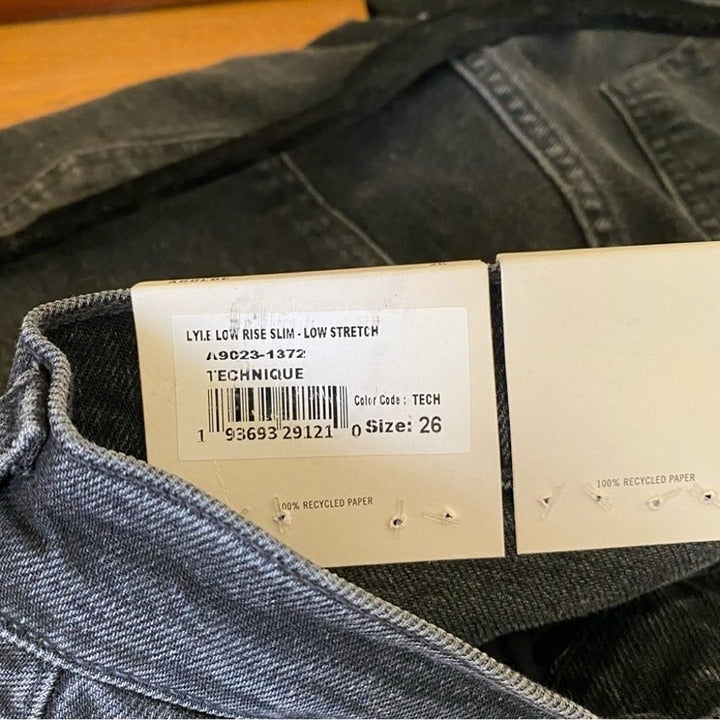 LYLE LOW RISE SLIM - LOW STRETCH
A9023-1372
TECHNIQUE
Color Code : TECH
1 93693 29121 0 Size: 26
100% RECYCLED PAPER
100% RECYCLED PAPER